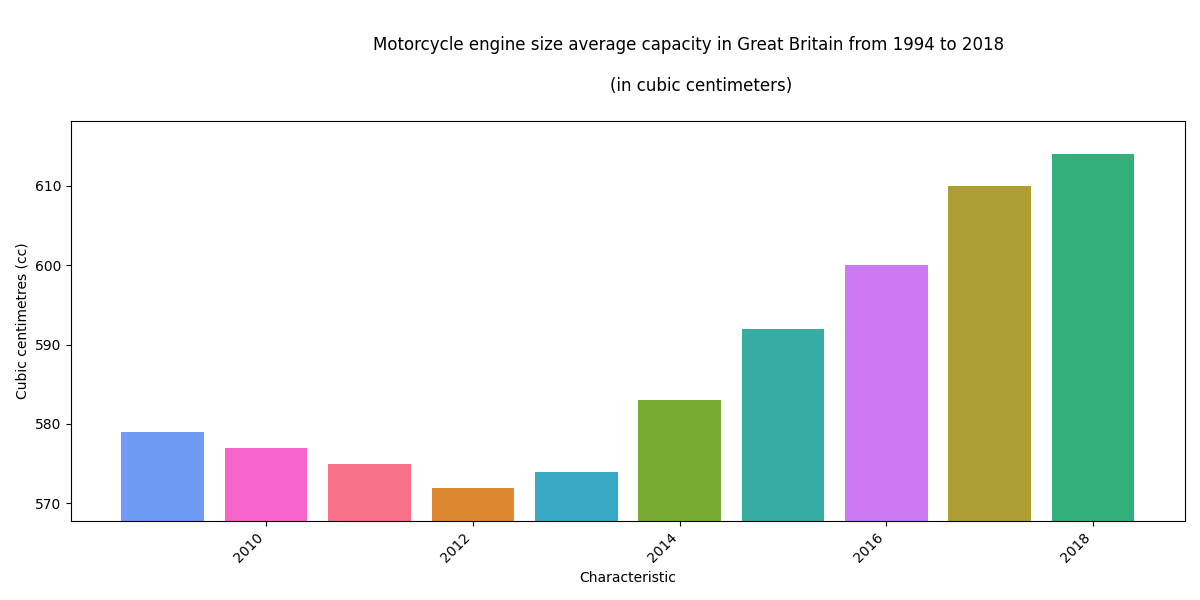 Motorcycle engine size average capacity in Great Britain from 1994 to 2018
(in cubic centimeters)
Cubic centimetres (cc)
610
600
590
580
570
2010
2012
2014
2016
2018
Characteristic